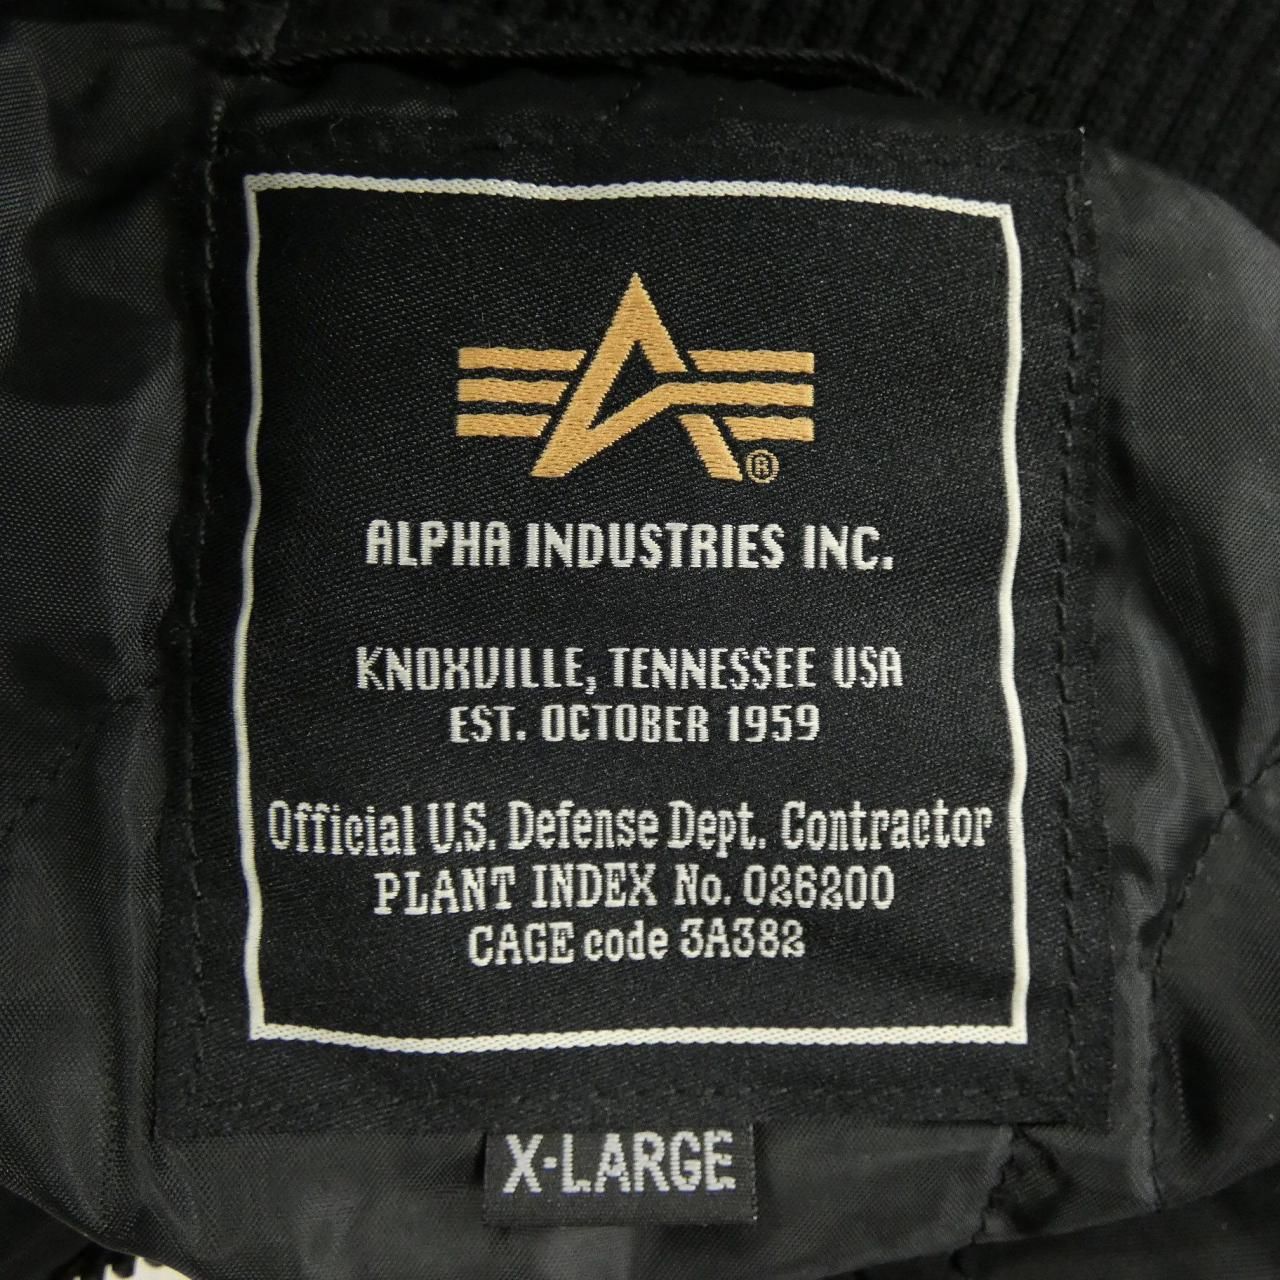 ®
ALPHA INDUSTRIES INC.
KNOXVILLE, TENNESSEE USA
EST. OCTOBER 1959
Official U.S. Defense Dept. Contractor
PLANT INDEX No. 026200
CAGE code 3A382
X-LARGE